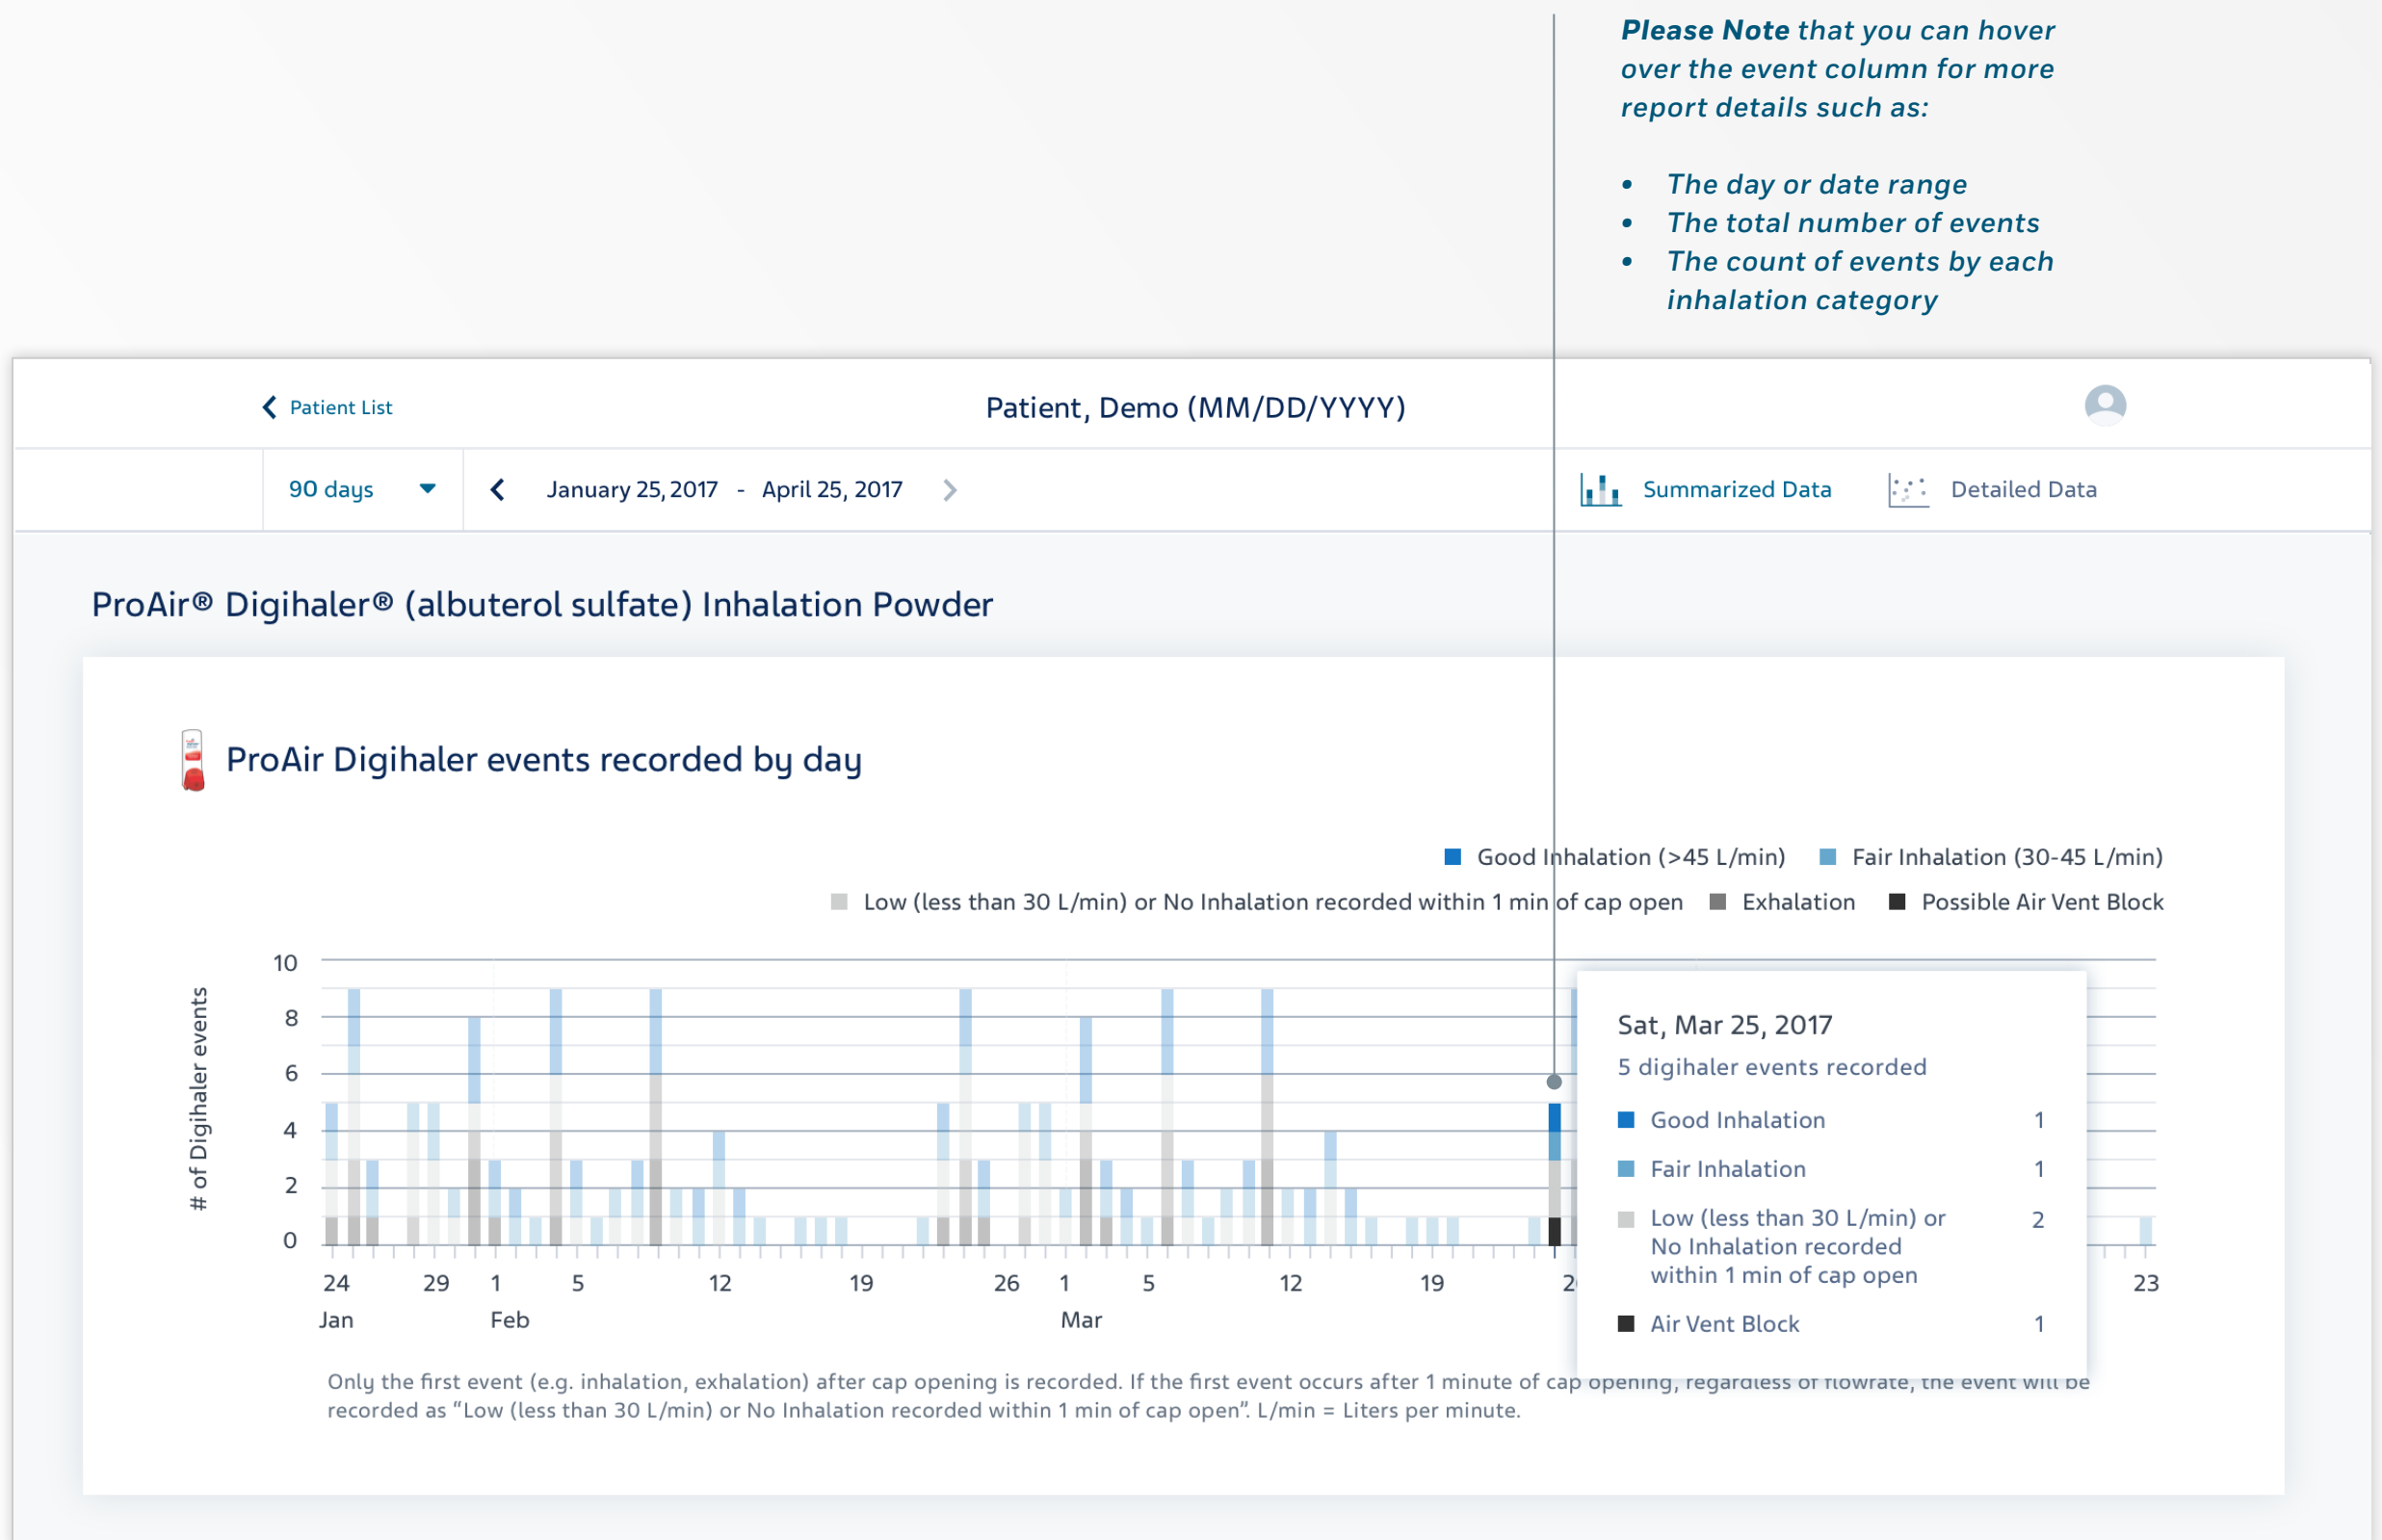 Please Note that you can hover
over the event column for more
report details such as:
• The day or date range
• The total number of events
• The count of events by each
inhalation category
Patient List
Patient, Demo (MM/DD/YYYY)
90 days
January 25, 2017 - April 25, 2017
Summarized Data
Detailed Data
ProAir® Digihaler® (albuterol sulfate) Inhalation Powder
ProAir Digihaler events recorded by day
Good Inhalation (>45 L/min)
Fair Inhalation (30-45 L/min)
Low (less than 30 L/min) or No Inhalation recorded within 1 min of cap open
Exhalation
Possible Air Vent Block
# of Digihaler events
10
8
6
4
2
0
24 29 1 5 12 19 26 1 5 12 19 23
Jan Feb Mar
Sat, Mar 25, 2017
5 digihaler events recorded
Good Inhalation 1
Fair Inhalation 1
Low (less than 30 L/min) or 2
No Inhalation recorded
within 1 min of cap open
Air Vent Block 1
Only the first event (e.g. inhalation, exhalation) after cap opening is recorded. If the first event occurs after 1 minute of cap opening, regardless of flowrate, the event will be
recorded as “Low (less than 30 L/min) or No Inhalation recorded within 1 min of cap open”. L/min = Liters per minute.